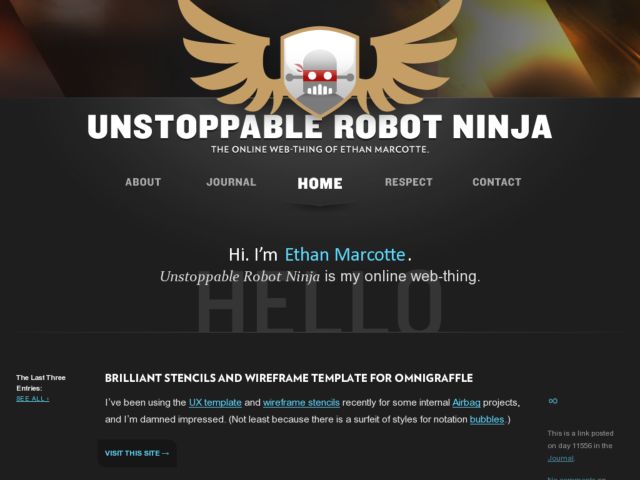 UNSTOPPABLE ROBOT NINJA
THE ONLINE WEB-THING OF ETHAN MARCOTTE.
ABOUT JOURNAL HOME RESPECT CONTACT
HELLO
Hi. I'm Ethan Marcotte.
Unstoppable Robot Ninja is my online web-thing.
The Last Three
Entries:
SEE ALL ›
BRILLIANT STENCILS AND WIREFRAME TEMPLATE FOR OMNIGRAFFLE
I've been using the UX template and wireframe stencils recently for some internal Airbag projects,
and I'm damned impressed. (Not least because there is a surfeit of styles for notation bubbles.)
VISIT THIS SITE →
∞
This is a link posted
on day 11556 in the
Journal.
No comments on